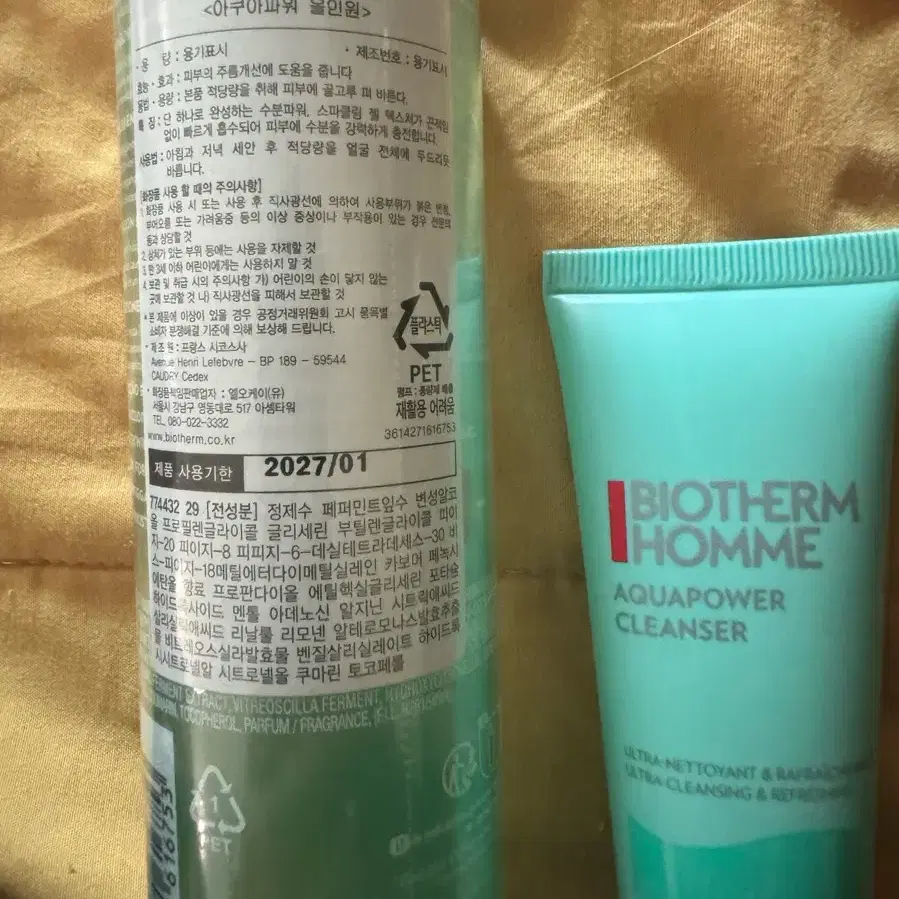 <아쿠아파워 올인원>
·용 량 : 용기표시 ·제조번호 : 용기표시
효능·효과 : 피부의 주름개선에 도움을 줍니다
용법·용량 : 본품 적당량을 취해 피부에 골고루 펴 바른다.
특 징 : 단 하나로 완성하는 수분파워, 스파클링 젤 텍스처가 끈적임
없이 빠르게 흡수되어 피부에 수분을 강력하게 충전합니다.
사용법 : 아침과 저녁 세안 후 적당량을 얼굴 전체에 두드리듯
바릅니다.
[화장품 사용 할 때의 주의사항]
1. 화장품 사용 시 또는 사용 후 직사광선에 의하여 사용부위가 붉은 반점,
부어오름 또는 가려움증 등의 이상 증상이나 부작용이 있는 경우 전문의
등과 상담할 것
2. 상처가 있는 부위 등에는 사용을 자제할 것
3. 만 3세 이하 어린이에게는 사용하지 말 것
4. 보관 및 취급 시의 주의사항 가) 어린이의 손이 닿지 않는
곳에 보관할 것 나) 직사광선을 피해서 보관할 것
• 본 제품에 이상이 있을 경우 공정거래위원회 고시 품목별
소비자 분쟁해결 기준에 의해 보상해 드립니다.
·제 조 원 : 프랑스 시코스사
Avenue Henri Lefebvre – BP 189 – 59544
CAUDRY Cedex
·화장품책임판매업자 : 엘오케이(유)
서울시 강남구 영동대로 517 아셈타워
TEL 080-022-3332
www.biotherm.co.kr
플라스틱
PET
펌프 : 종량제 배출
재활용 어려움
3614271616753
제품 사용기한 2027/01
774432 29 [전성분] 정제수 페퍼민트잎수 변성알코
올 프로필렌글라이콜 글리세린 부틸렌글라이콜 피이
지-20 피이지-8 피피지-6-데실테트라데세스-30 비
스-피이지-18메틸에터다이메틸실레인 카보머 페녹시
에탄올 향료 프로판다이올 에틸헥실글리세린 포타슘
하이드록사이드 멘톨 아데노신 알지닌 시트릭애씨드
살리실릭애씨드 리날룰 리모넨 알테로모나스발효추출
물 비트레오스실라발효물 벤질살리실레이트 하이드록
시시트로넬알 시트로넬올 쿠마린 토코페롤
FERMENT EXTRACT, VITREOSCILLA FERMENT,
TOCOPHEROL, PARFUM / FRAGRANCE,
1
PET
BIOTHERM
HOMME
AQUAPOWER
CLEANSER
ULTRA-NETTOYANT &
ULTRA-CLEANSING &